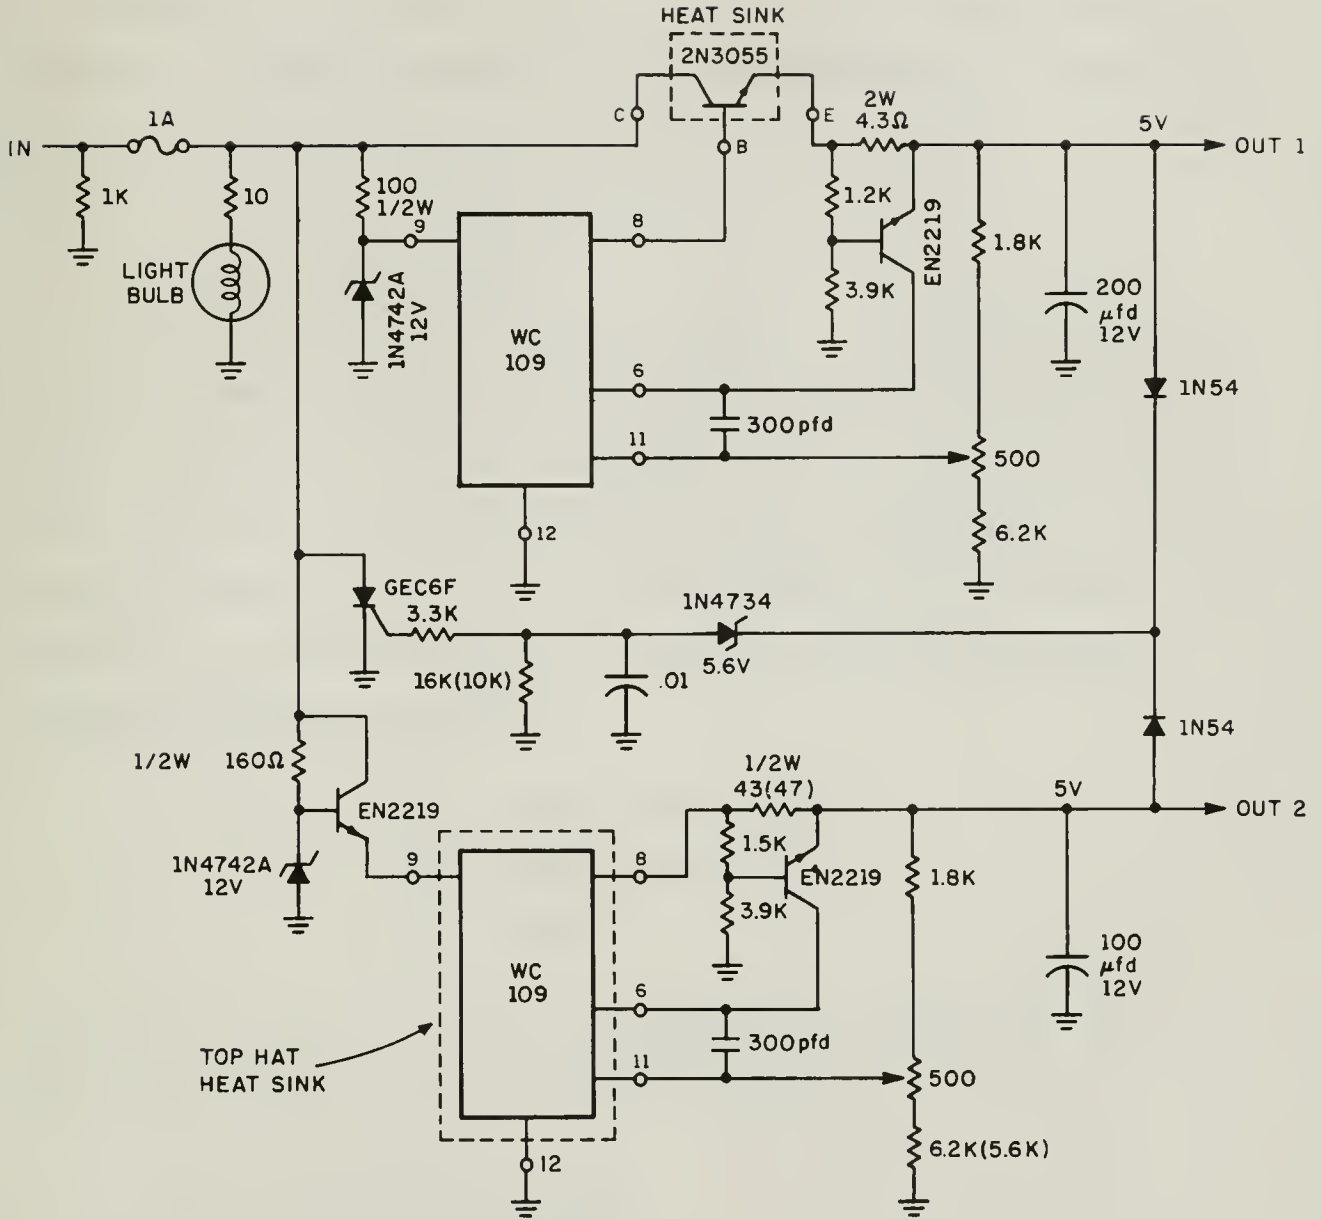 HEAT SINK
2N3055
C
E
B
2W
4.3Ω
5V
OUT 1
1A
IN
1K
10
LIGHT
BULB
100
1/2W
9
1N4742A
12V
WC
109
8
6
11
12
1.2K
3.9K
EN2219
1.8K
200
μfd
12V
1N54
300pfd
500
6.2K
GEC6F
3.3K
1N4734
5.6V
16K(10K)
.01
1N54
1/2W 160Ω
EN2219
1N4742A
12V
9
WC
109
8
6
11
12
1/2W
43(47)
5V
OUT 2
1.5K
EN2219
3.9K
1.8K
100
μfd
12V
300pfd
500
6.2K(5.6K)
TOP HAT
HEAT SINK